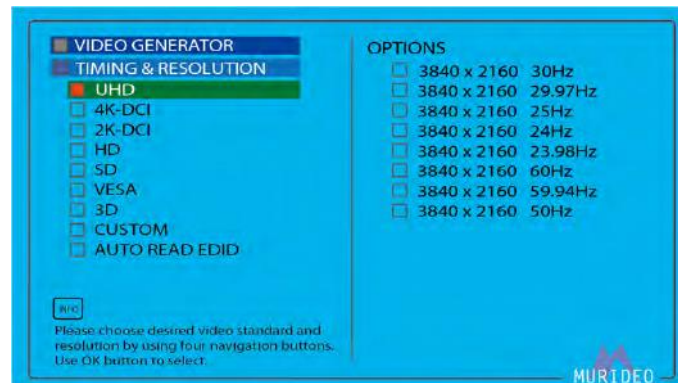 VIDEO GENERATOR
TIMING & RESOLUTION
UHD
4K-DCI
2K-DCI
HD
SD
VESA
3D
CUSTOM
AUTO READ EDID
INFO
Please choose desired video standard and
resolution by using four navigation buttons.
Use OK button to select.
OPTIONS
3840 x 2160 30Hz
3840 x 2160 29.97Hz
3840 x 2160 25Hz
3840 x 2160 24Hz
3840 x 2160 23.98Hz
3840 x 2160 60Hz
3840 x 2160 59.94Hz
3840 x 2160 50Hz
MURIDEO